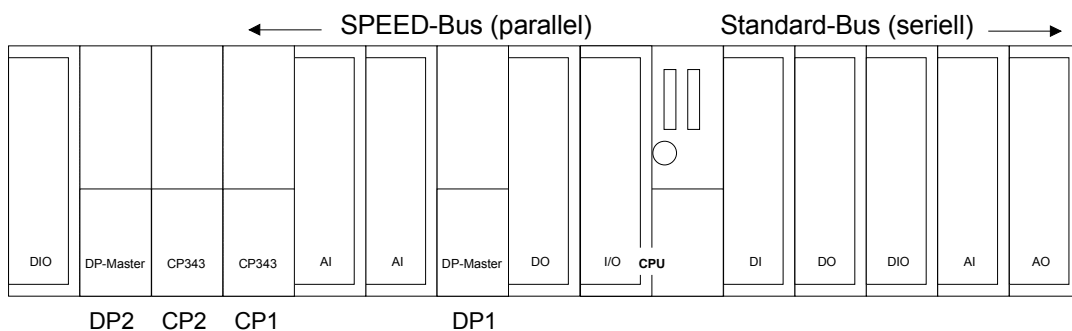 SPEED-Bus (parallel) Standard-Bus (seriell)
DIO DP-Master CP343 CP343 AI AI DP-Master DO I/O CPU DI DO DIO AI AO
DP2 CP2 CP1 DP1